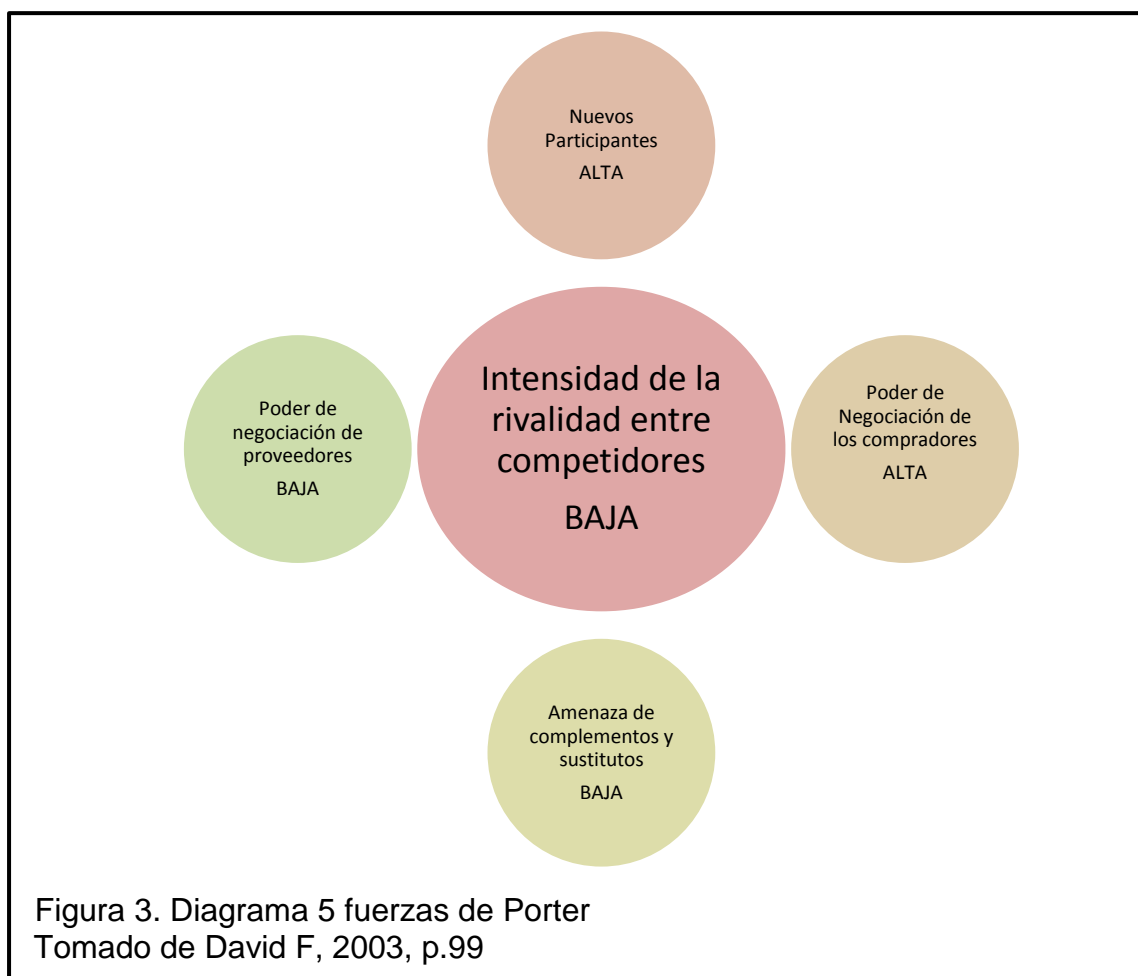 Nuevos
Participantes
ALTA
Intensidad de la
rivalidad entre
competidores
BAJA
Poder de
negociación de
proveedores
BAJA
Poder de
Negociación de
los compradores
ALTA
Amenaza de
complementos y
sustitutos
BAJA
Figura 3. Diagrama 5 fuerzas de Porter
Tomado de David F, 2003, p.99